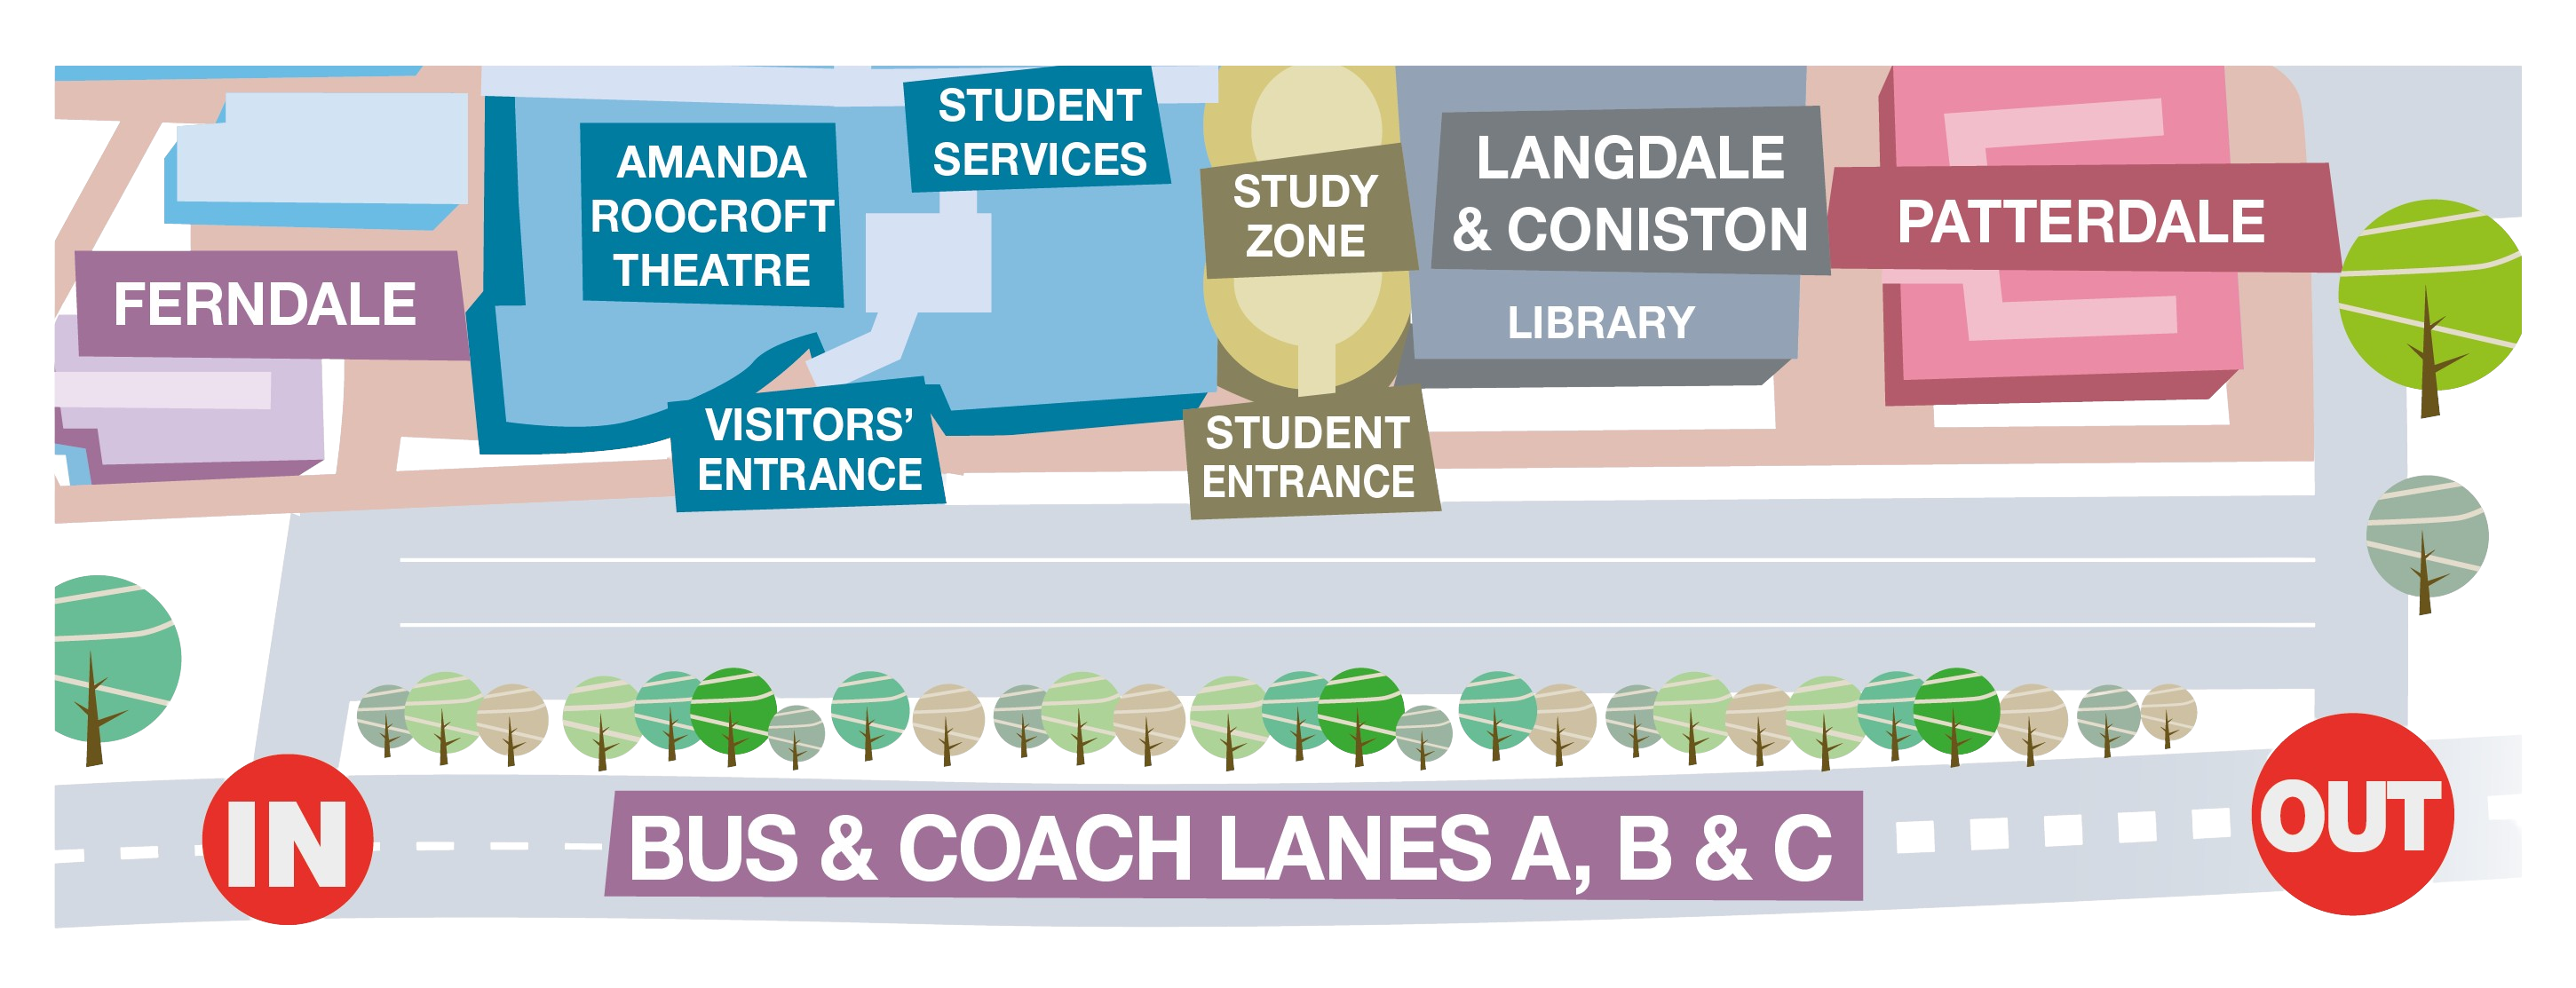 STUDENT
SERVICES
AMANDA
ROOCROFT
THEATRE
STUDY
ZONE
LANGDALE
& CONISTON
PATTERDALE
FERNDALE
LIBRARY
VISITORS’
ENTRANCE
STUDENT
ENTRANCE
IN
BUS & COACH LANES A, B & C
OUT